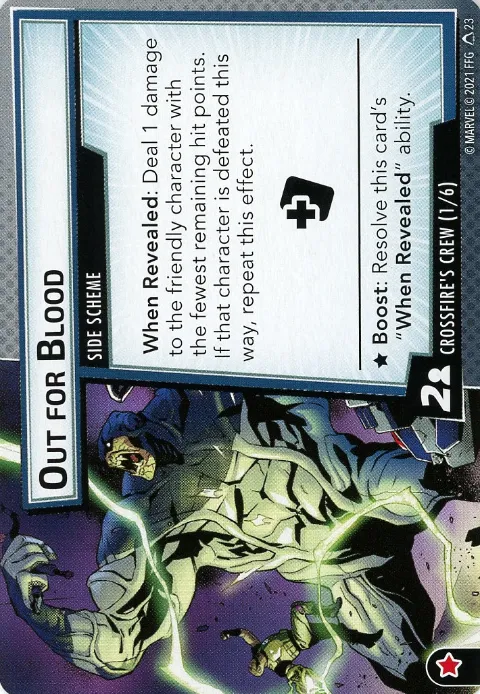 OUT FOR BLOOD
SIDE SCHEME
When Revealed: Deal 1 damage
to the friendly character with
the fewest remaining hit points.
If that character is defeated this
way, repeat this effect.
★ Boost: Resolve this card's
"When Revealed" ability.
2
CROSSFIRE'S CREW (1/6)
© MARVEL © 2021 FFG 23